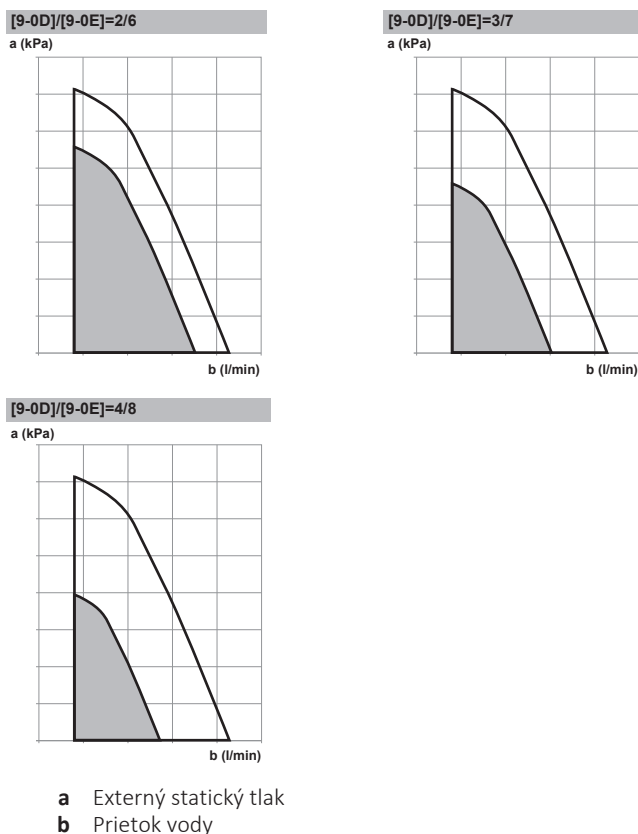 [9-0D]/[9-0E]=2/6
a (kPa)
b (l/min)
[9-0D]/[9-0E]=3/7
a (kPa)
b (l/min)
[9-0D]/[9-0E]=4/8
a (kPa)
b (l/min)
a Externý statický tlak
b Prietok vody